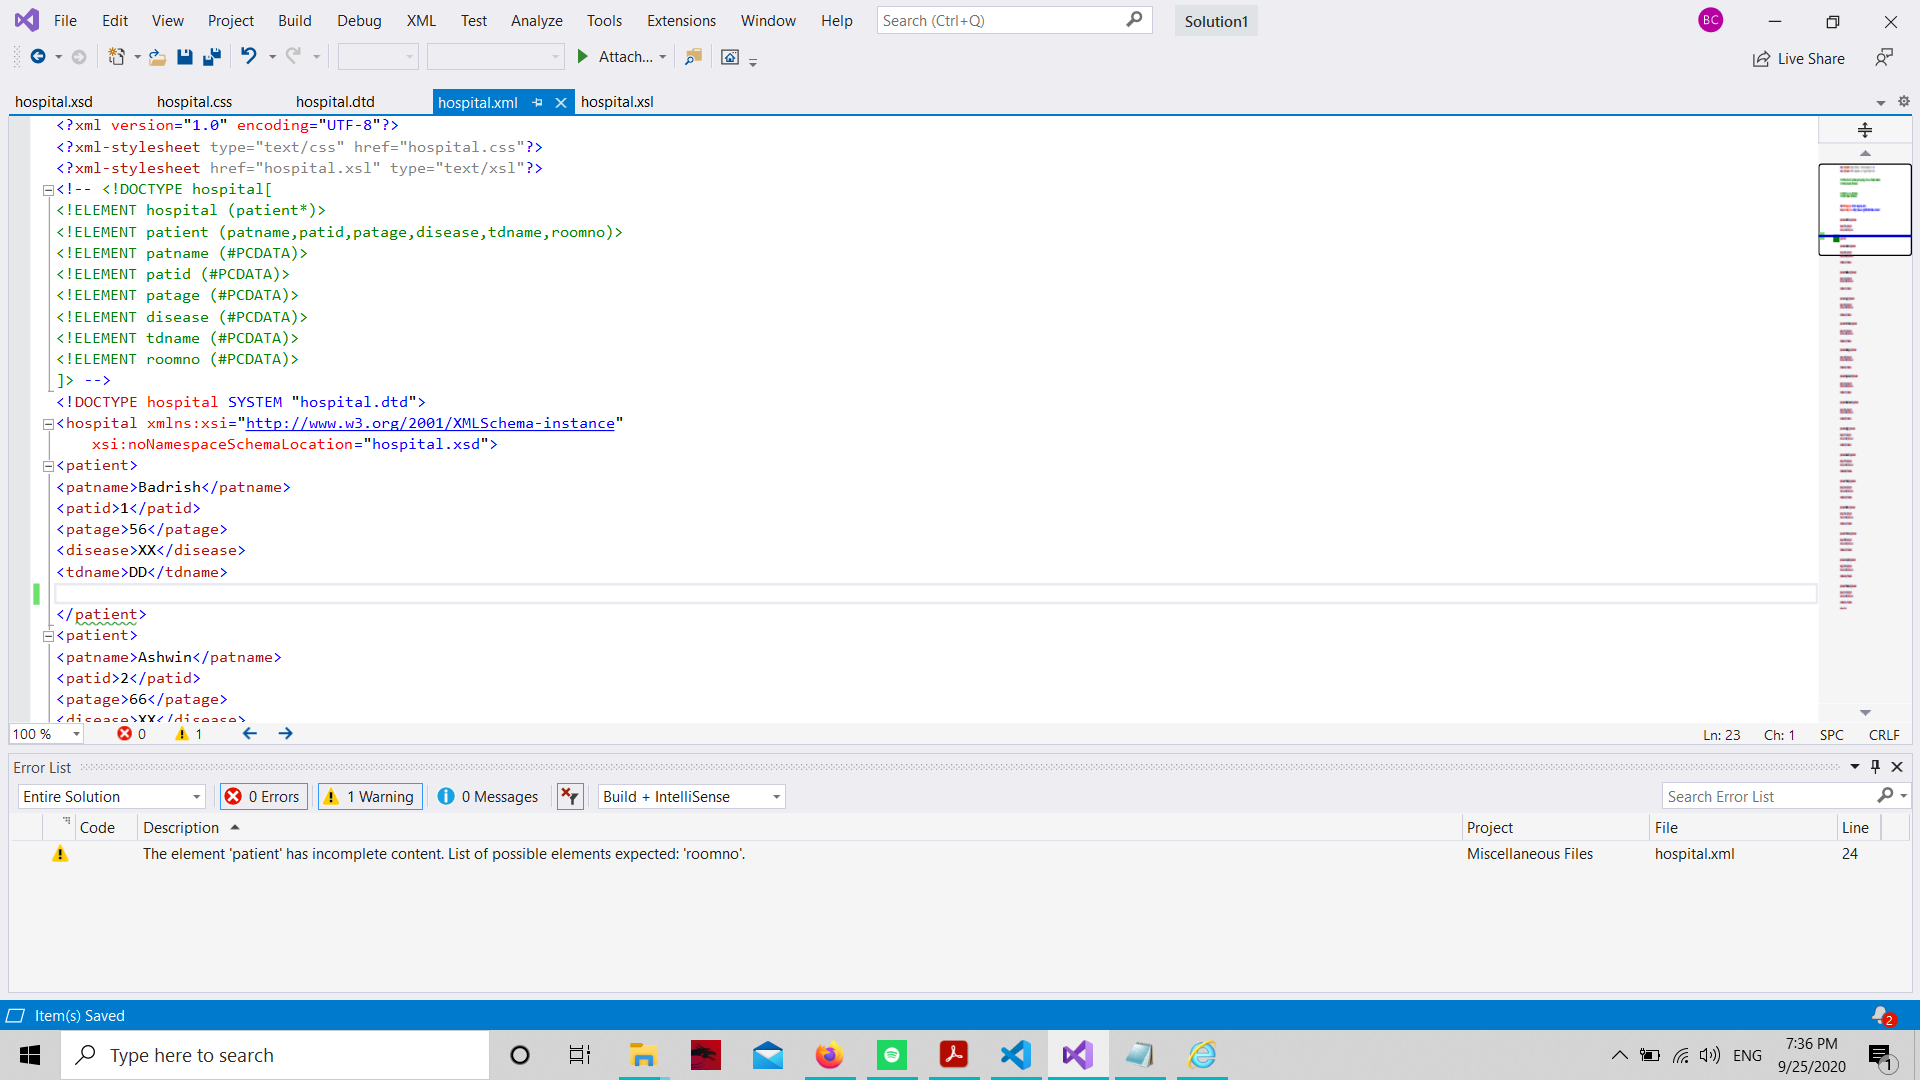 File Edit View Project Build Debug XML Test Analyze Tools Extensions Window Help Search (Ctrl+Q) Solution1 BC
Attach... Live Share
hospital.xsd hospital.css hospital.dtd hospital.xml hospital.xsl
<?xml version="1.0" encoding="UTF-8"?>
<?xml-stylesheet type="text/css" href="hospital.css"?>
<?xml-stylesheet href="hospital.xsl" type="text/xsl"?>
<!-- <!DOCTYPE hospital[
<!ELEMENT hospital (patient*)>
<!ELEMENT patient (patname,patid,patage,disease,tdname,roomno)>
<!ELEMENT patname (#PCDATA)>
<!ELEMENT patid (#PCDATA)>
<!ELEMENT patage (#PCDATA)>
<!ELEMENT disease (#PCDATA)>
<!ELEMENT tdname (#PCDATA)>
<!ELEMENT roomno (#PCDATA)>
]> -->
<!DOCTYPE hospital SYSTEM "hospital.dtd">
<hospital xmlns:xsi="http://www.w3.org/2001/XMLSchema-instance"
xsi:noNamespaceSchemaLocation="hospital.xsd">
<patient>
<patname>Badrish</patname>
<patid>1</patid>
<patage>56</patage>
<disease>XX</disease>
<tdname>DD</tdname>
</patient>
<patient>
<patname>Ashwin</patname>
<patid>2</patid>
<patage>66</patage>
<disease>XX</disease>
100 % 0 1 Ln: 23 Ch: 1 SPC CRLF
Error List
Entire Solution 0 Errors 1 Warning 0 Messages Build + IntelliSense Search Error List
Code Description Project File Line
The element 'patient' has incomplete content. List of possible elements expected: 'roomno'. Miscellaneous Files hospital.xml 24
Item(s) Saved 2
Type here to search ENG 7:36 PM
9/25/2020 1